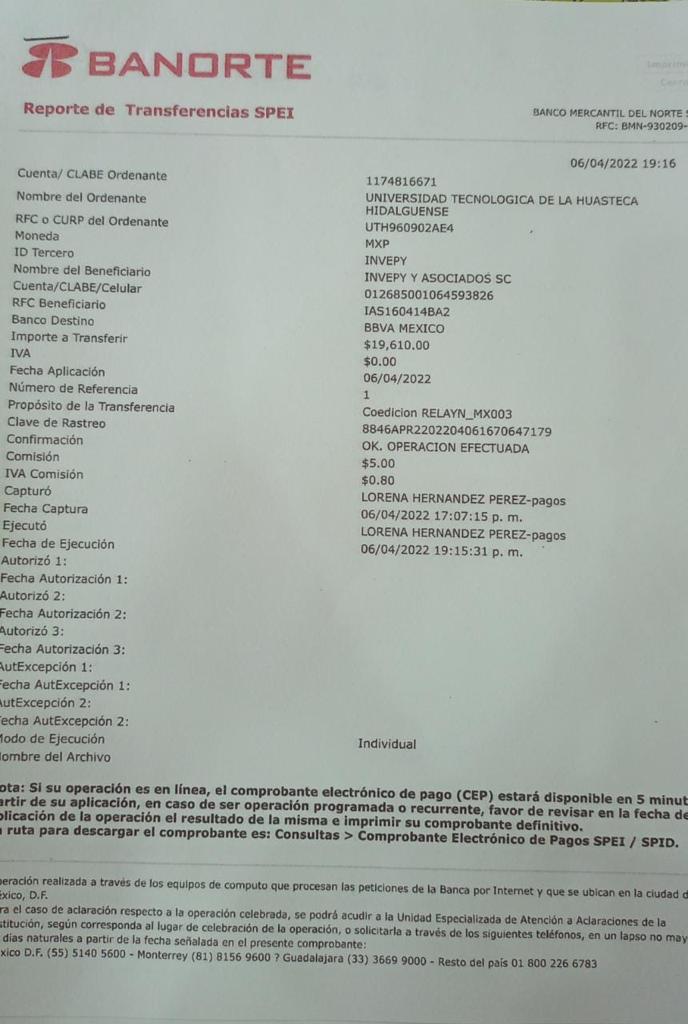 BANORTE
Reporte de Transferencias SPEI
BANCO MERCANTIL DEL NORTE
RFC: BMN-930209-
06/04/2022 19:16
Cuenta/ CLABE Ordenante 1174816671
Nombre del Ordenante UNIVERSIDAD TECNOLOGICA DE LA HUASTECA
HIDALGUENSE
RFC o CURP del Ordenante UTH960902AE4
Moneda MXP
ID Tercero INVEPY
Nombre del Beneficiario INVEPY Y ASOCIADOS SC
Cuenta/CLABE/Celular 012685001064593826
RFC Beneficiario IAS160414BA2
Banco Destino BBVA MEXICO
Importe a Transferir $19,610.00
IVA $0.00
Fecha Aplicación 06/04/2022
Número de Referencia 1
Propósito de la Transferencia Coedicion RELAYN_MX003
Clave de Rastreo 8846APR2202204061670647179
Confirmación OK. OPERACION EFECTUADA
Comisión $5.00
IVA Comisión $0.80
Capturó LORENA HERNANDEZ PEREZ-pagos
Fecha Captura 06/04/2022 17:07:15 p. m.
Ejecutó LORENA HERNANDEZ PEREZ-pagos
Fecha de Ejecución 06/04/2022 19:15:31 p. m.
Autorizó 1:
Fecha Autorización 1:
Autorizó 2:
Fecha Autorización 2:
Autorizó 3:
Fecha Autorización 3:
AutExcepción 1:
Fecha AutExcepción 1:
AutExcepción 2:
Fecha AutExcepción 2:
Modo de Ejecución Individual
ombre del Archivo
ota: Si su operación es en línea, el comprobante electrónico de pago (CEP) estará disponible en 5 minut
artir de su aplicación, en caso de ser operación programada o recurrente, favor de revisar en la fecha de
plicación de la operación el resultado de la misma e imprimir su comprobante definitivo.
a ruta para descargar el comprobante es: Consultas > Comprobante Electrónico de Pagos SPEI / SPID.
peración realizada a través de los equipos de computo que procesan las peticiones de la Banca por Internet y que se ubican en la ciudad d
éxico, D.F.
ra el caso de aclaración respecto a la operación celebrada, se podrá acudir a la Unidad Especializada de Atención a Aclaraciones de la
stitución, según corresponda al lugar de celebración de la operación, o solicitarla a través de los siguientes teléfonos, en un lapso no may
días naturales a partir de la fecha señalada en el presente comprobante:
xico D.F. (55) 5140 5600 - Monterrey (81) 8156 9600 ? Guadalajara (33) 3669 9000 - Resto del país 01 800 226 6783